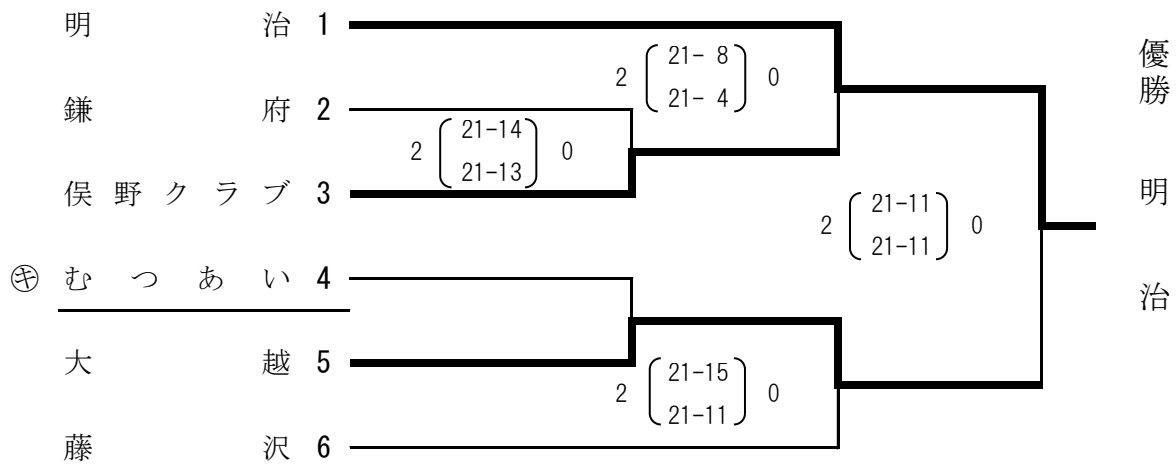 明治 1
2 ( 21- 8 21- 4 ) 0
鎌府 2
2 ( 21-14 21-13 ) 0
俣野クラブ 3
2 ( 21-11 21-11 ) 0
㋖ むつあい 4
大越 5
2 ( 21-15 21-11 ) 0
藤沢 6
優勝 明治